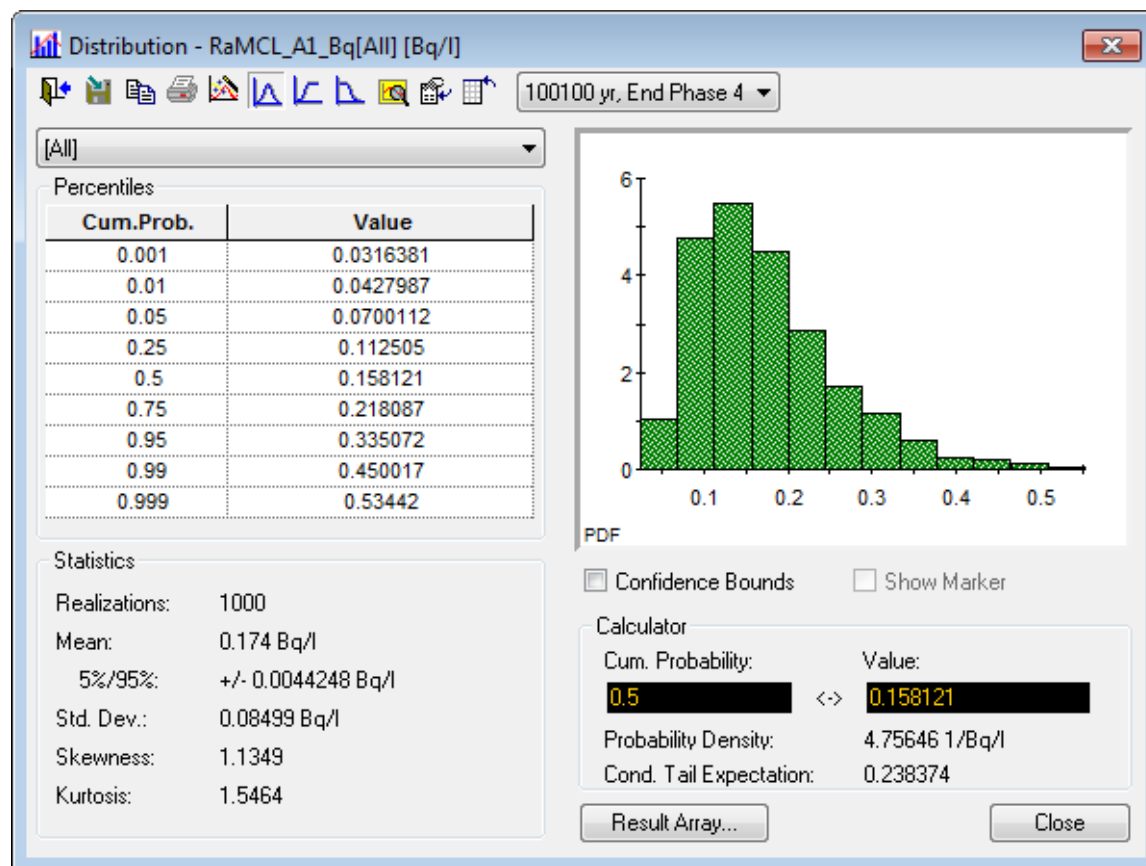 Distribution - RaMCL_A1_Bq[All] [Bq/l]
100100 yr, End Phase 4
[All]
Percentiles
Cum.Prob. Value
0.001 0.0316381
0.01 0.0427987
0.05 0.0700112
0.25 0.112505
0.5 0.158121
0.75 0.218087
0.95 0.335072
0.99 0.450017
0.999 0.53442
Statistics
Realizations: 1000
Mean: 0.174 Bq/l
5%/95%: +/- 0.0044248 Bq/l
Std. Dev.: 0.08499 Bq/l
Skewness: 1.1349
Kurtosis: 1.5464
6
4
2
0
0.1 0.2 0.3 0.4 0.5
PDF
Confidence Bounds Show Marker
Calculator
Cum. Probability: Value:
0.5 <-> 0.158121
Probability Density: 4.75646 1/Bq/l
Cond. Tail Expectation: 0.238374
Result Array... Close